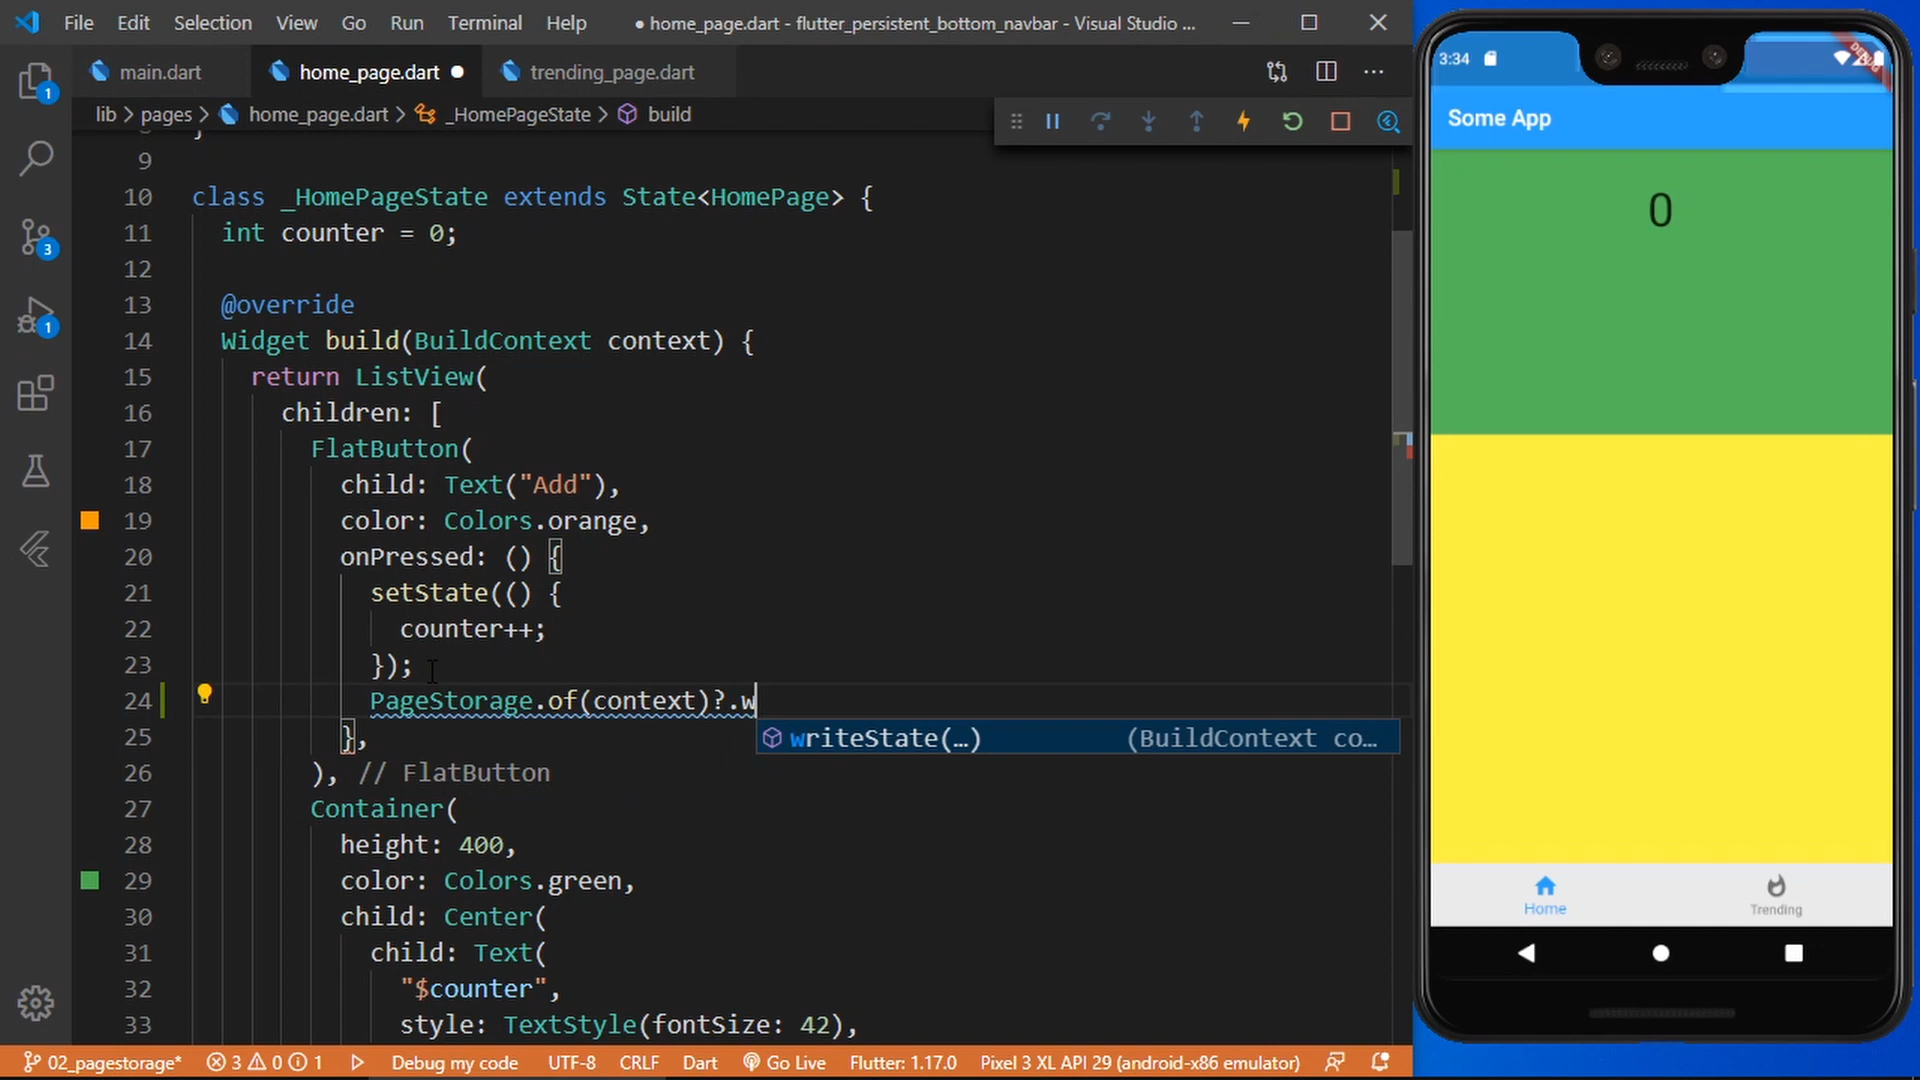 File Edit Selection View Go Run Terminal Help ● home_page.dart - flutter_persistent_bottom_navbar - Visual Studio ...
main.dart home_page.dart ● trending_page.dart
lib > pages > home_page.dart > _HomePageState > build
9
10 class _HomePageState extends State<HomePage> {
11 int counter = 0;
12
13 @override
14 Widget build(BuildContext context) {
15 return ListView(
16 children: [
17 FlatButton(
18 child: Text("Add"),
19 color: Colors.orange,
20 onPressed: () {
21 setState(() {
22 counter++;
23 });
24 PageStorage.of(context)?.w
writeState(…) (BuildContext co…
25 },
26 ), // FlatButton
27 Container(
28 height: 400,
29 color: Colors.green,
30 child: Center(
31 child: Text(
32 "$counter",
33 style: TextStyle(fontSize: 42),
1
3
1
02_pagestorage* 3 0 1 Debug my code UTF-8 CRLF Dart Go Live Flutter: 1.17.0 Pixel 3 XL API 29 (android-x86 emulator)
3:34
DEBUG
Some App
0
Home Trending